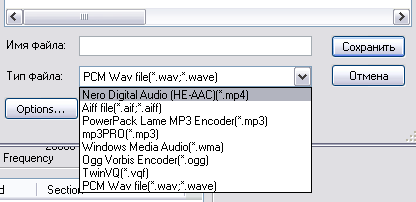 Имя Файла:
Сохранить
Тип Файла:
PCM Wav file(*.wav;*.wave)
Отмена
Nero Digital Audio (HE-AAC)(*.mp4)
Options...
Aiff file(*.aif;*.aiff)
PowerPack Lame MP3 Encoder(*.mp3)
mp3PRO(*.mp3)
Windows Media Audio(*.wma)
Ogg Vorbis Encoder(*.ogg)
TwinVQ(*.vqf)
PCM Wav file(*.wav;*.wave)
Frequency
Section